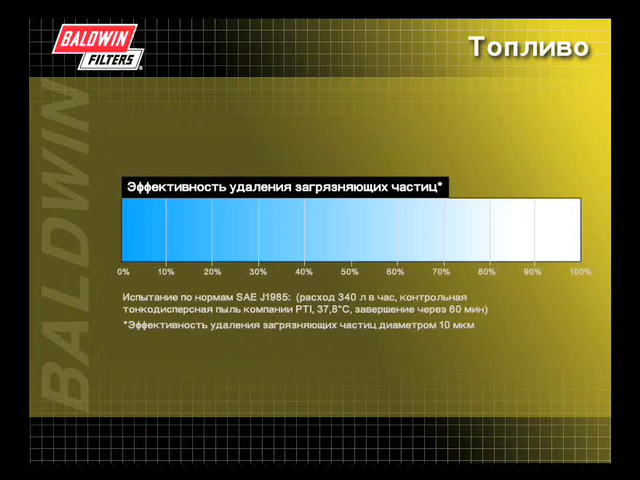 BALDWIN
FILTERS®
Топливо
BALDWIN
Эффективность удаления загрязняющих частиц*
0% 10% 20% 30% 40% 50% 60% 70% 80% 90% 100%
Испытание по нормам SAE J1985: (расход 340 л в час, контрольная
тонкодисперсная пыль компании PTI, 37,8°C, завершение через 60 мин)
*Эффективность удаления загрязняющих частиц диаметром 10 мкм